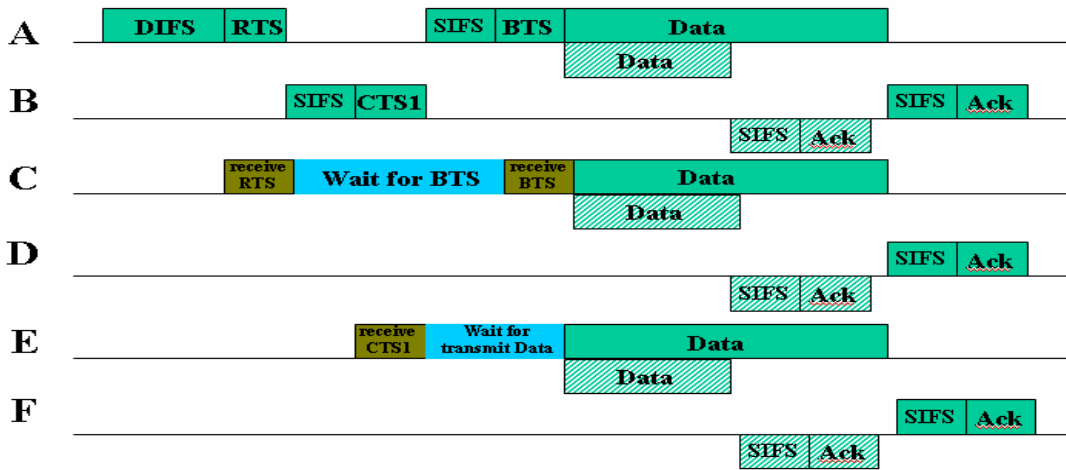 A
DIFS RTS SIFS BTS Data
Data
B
SIFS CTS1 SIFS Ack
SIFS Ack
C
receive
RTS
Wait for BTS
receive
BTS
Data
Data
D
SIFS Ack
SIFS Ack
E
receive
CTS1
Wait for
transmit Data
Data
Data
F
SIFS Ack
SIFS Ack